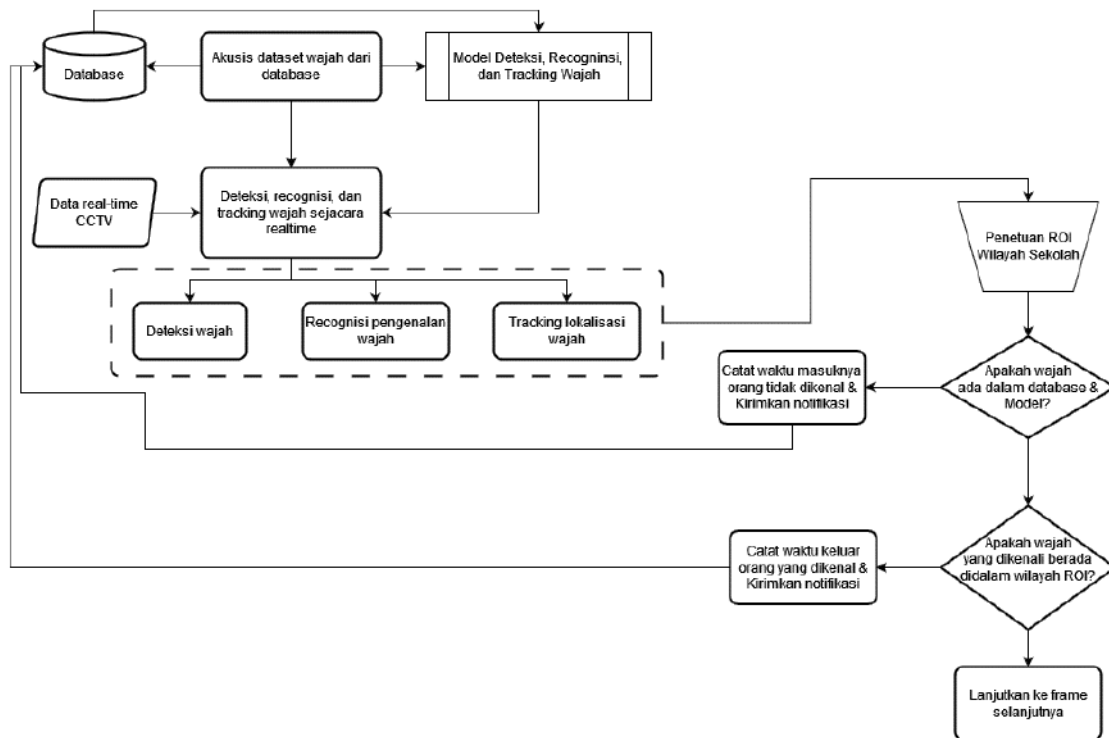 Database
Akusis dataset wajah dari
database
Model Deteksi, Recogninsi,
dan Tracking Wajah
Data real-time
CCTV
Deteksi, recognisi, dan
tracking wajah sejacara
realtime
Penetuan ROI
Wilayah Sekolah
Deteksi wajah
Recognisi pengenalan
wajah
Tracking lokalisasi
wajah
Catat waktu masuknya
orang tidak dikenal &
Kirimkan notifikasi
Apakah wajah
ada dalam database &
Model?
Catat waktu keluar
orang yang dikenal &
Kirimkan notifikasi
Apakah wajah
yang dikenali berada
didalam wilayah ROI?
Lanjutkan ke frame
selanjutnya